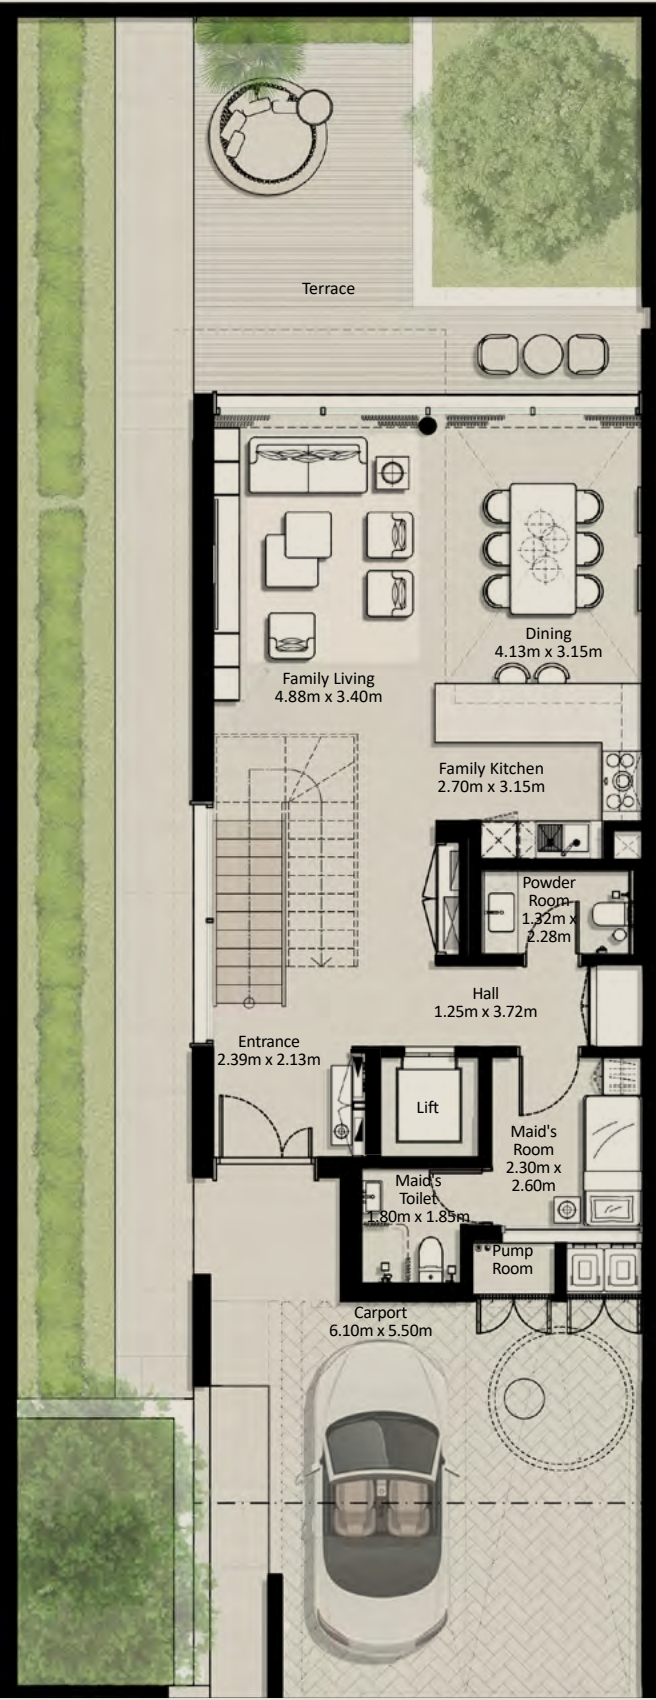 Terrace
Dining
4.13m x 3.15m
Family Living
4.88m x 3.40m
Family Kitchen
2.70m x 3.15m
Powder
Room
1.32m x
2.28m
Hall
1.25m x 3.72m
Entrance
2.39m x 2.13m
Lift
Maid's
Room
2.30m x
2.60m
Maid's
Toilet
1.80m x 1.85m
Pump
Room
Carport
6.10m x 5.50m